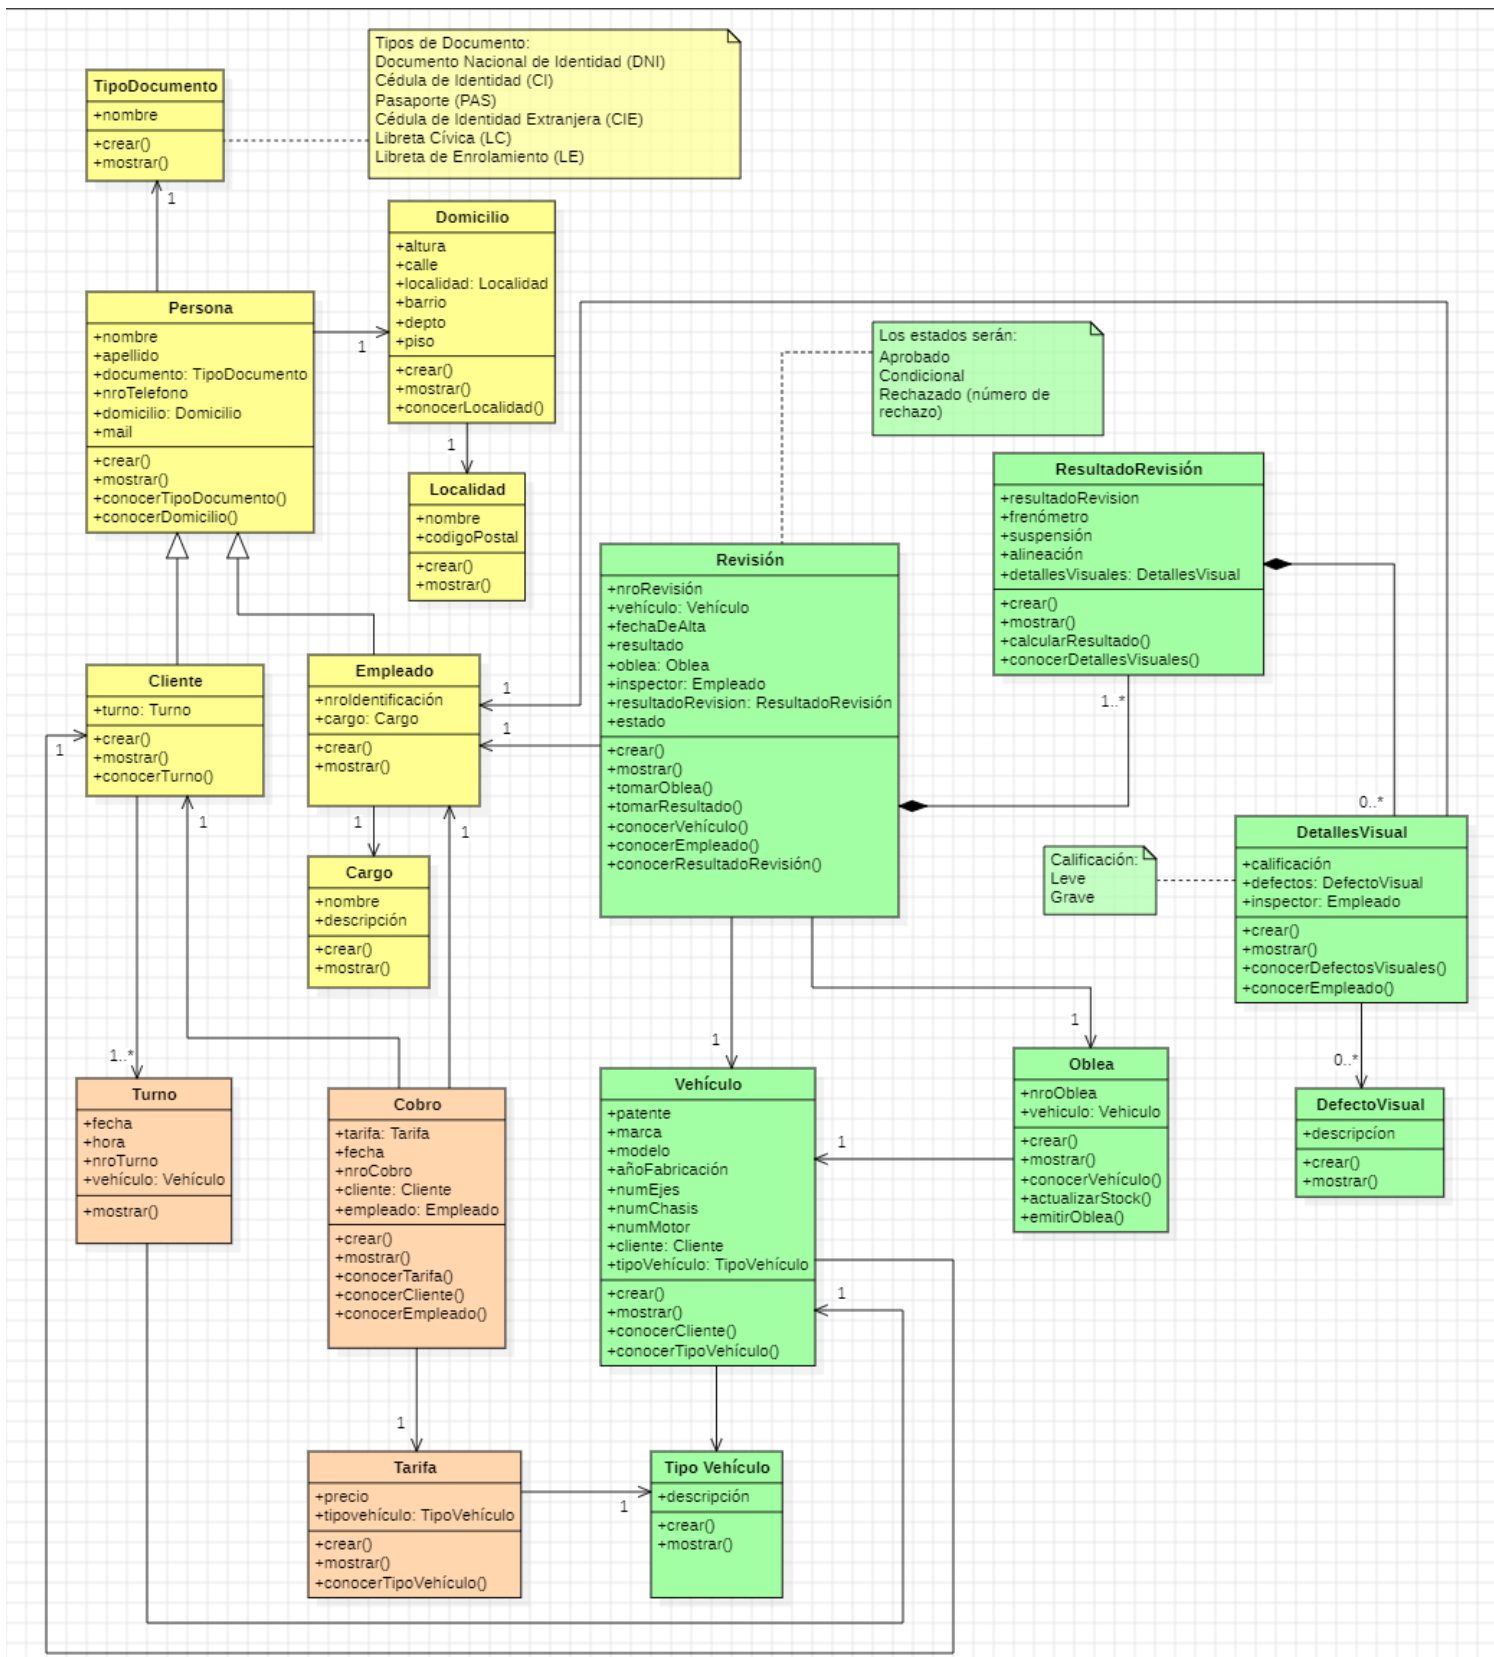 Tipos de Documento:
Documento Nacional de Identidad (DNI)
Cédula de Identidad (CI)
Pasaporte (PAS)
Cédula de Identidad Extranjera (CIE)
Libreta Cívica (LC)
Libreta de Enrolamiento (LE)
TipoDocumento
+nombre
+crear()
+mostrar()
1
Domicilio
+altura
+calle
+localidad: Localidad
+barrio
+depto
+piso
+crear()
+mostrar()
+conocerLocalidad()
1
Persona
+nombre
+apellido
+documento: TipoDocumento
+nroTelefono
+domicilio: Domicilio
+mail
+crear()
+mostrar()
+conocerTipoDocumento()
+conocerDomicilio()
1
Localidad
+nombre
+codigoPostal
+crear()
+mostrar()
Los estados serán:
Aprobado
Condicional
Rechazado (número de
rechazo)
ResultadoRevisión
+resultadoRevision
+frenómetro
+suspensión
+alineación
+detallesVisuales: DetallesVisual
+crear()
+mostrar()
+calcularResultado()
+conocerDetallesVisuales()
1..*
Revisión
+nroRevisión
+vehículo: Vehículo
+fechaDeAlta
+resultado
+oblea: Oblea
+inspector: Empleado
+resultadoRevision: ResultadoRevisión
+estado
+crear()
+mostrar()
+tomarOblea()
+tomarResultado()
+conocerVehículo()
+conocerEmpleado()
+conocerResultadoRevisión()
Cliente
+turno: Turno
+crear()
+mostrar()
+conocerTurno()
1
1
Empleado
+nroIdentificación
+cargo: Cargo
+crear()
+mostrar()
1
1
1
1
Cargo
+nombre
+descripción
+crear()
+mostrar()
Calificación:
Leve
Grave
0..*
DetallesVisual
+calificación
+defectos: DefectoVisual
+inspector: Empleado
+crear()
+mostrar()
+conocerDefectosVisuales()
+conocerEmpleado()
0..*
1..*
Turno
+fecha
+hora
+nroTurno
+vehículo: Vehículo
+mostrar()
Cobro
+tarifa: Tarifa
+fecha
+nroCobro
+cliente: Cliente
+empleado: Empleado
+crear()
+mostrar()
+conocerTarifa()
+conocerCliente()
+conocerEmpleado()
1
1
Vehículo
+patente
+marca
+modelo
+añoFabricación
+numEjes
+numChasis
+numMotor
+cliente: Cliente
+tipoVehículo: TipoVehículo
+crear()
+mostrar()
+conocerCliente()
+conocerTipoVehículo()
1
1
1
Oblea
+nroOblea
+vehiculo: Vehiculo
+crear()
+mostrar()
+conocerVehículo()
+actualizarStock()
+emitirOblea()
DefectoVisual
+descripcíon
+crear()
+mostrar()
Tarifa
+precio
+tipovehículo: TipoVehículo
+crear()
+mostrar()
+conocerTipoVehículo()
1
Tipo Vehículo
+descripción
+crear()
+mostrar()